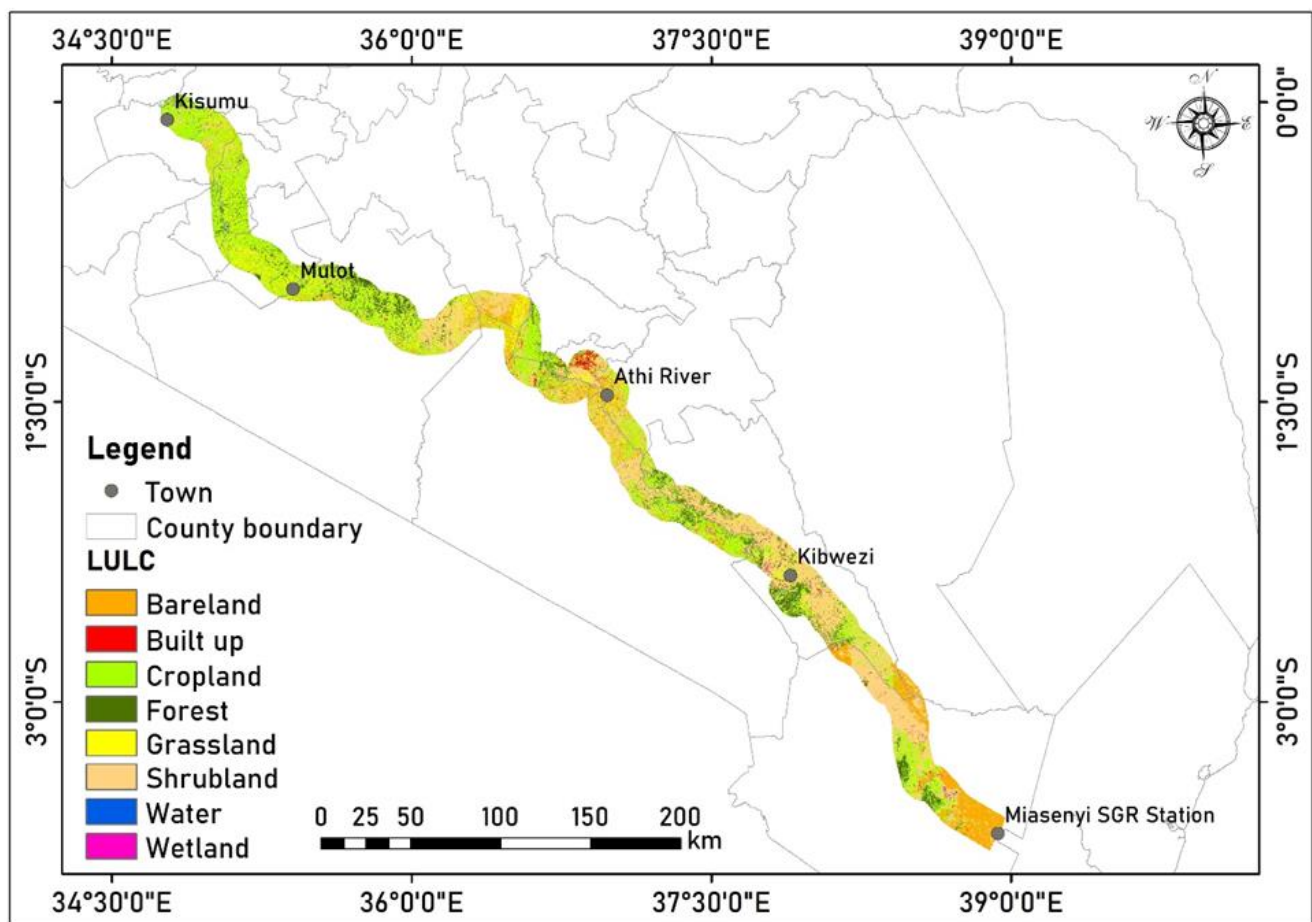 34°30'0"E 36°0'0"E 37°30'0"E 39°0'0"E
N
W E
S
0°0'0"
0°0'0"
Kisumu
Mulot
Athi River
1°30'0"S
1°30'0"S
Legend
Town
County boundary
LULC
Bareland
Built up
Cropland
Forest
Grassland
Shrubland
Water
Wetland
Kibwezi
3°0'0"S
3°0'0"S
Miasenyi SGR Station
0 25 50 100 150 200
km
34°30'0"E 36°0'0"E 37°30'0"E 39°0'0"E